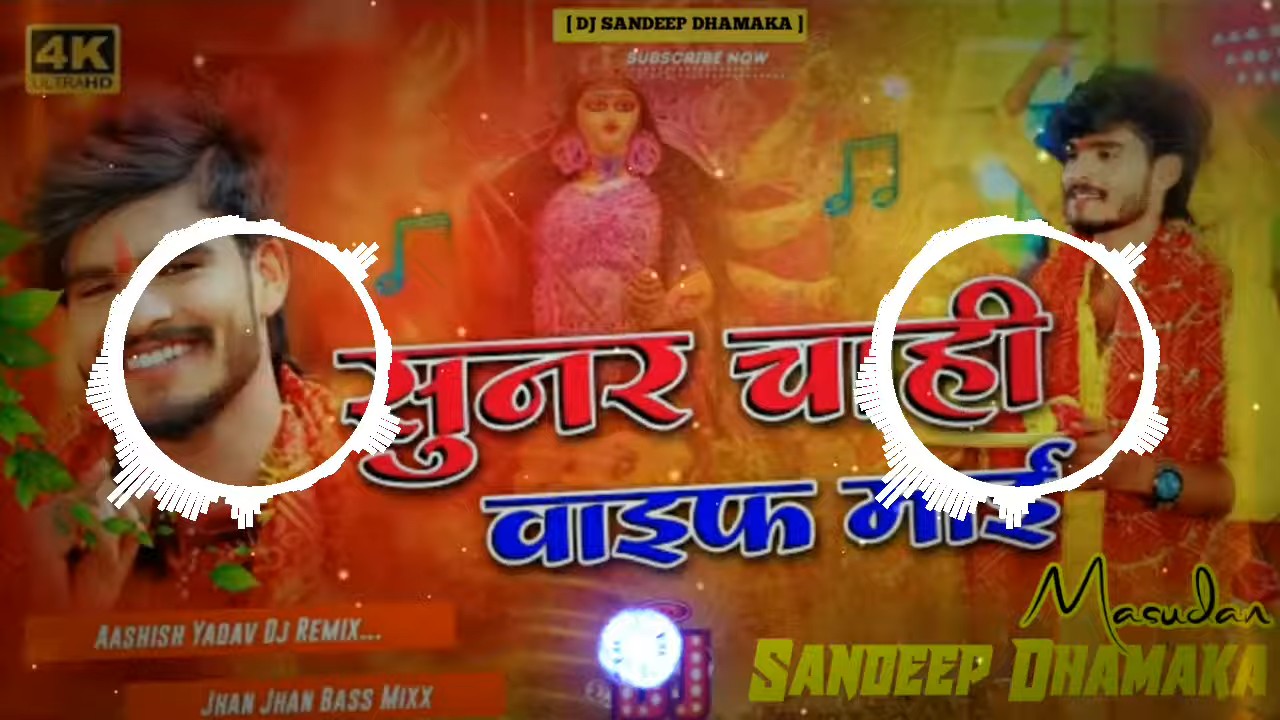 [ DJ SANDEEP DHAMAKA ]
SUBSCRIBE NOW
4K
ULTRAHD
सुनर चाही
वाइफ माई
Masudan
AASHISH YADAV DJ REMIX...
SANDEEP DHAMAKA
JHAN JHAN BASS MIXX
DJ